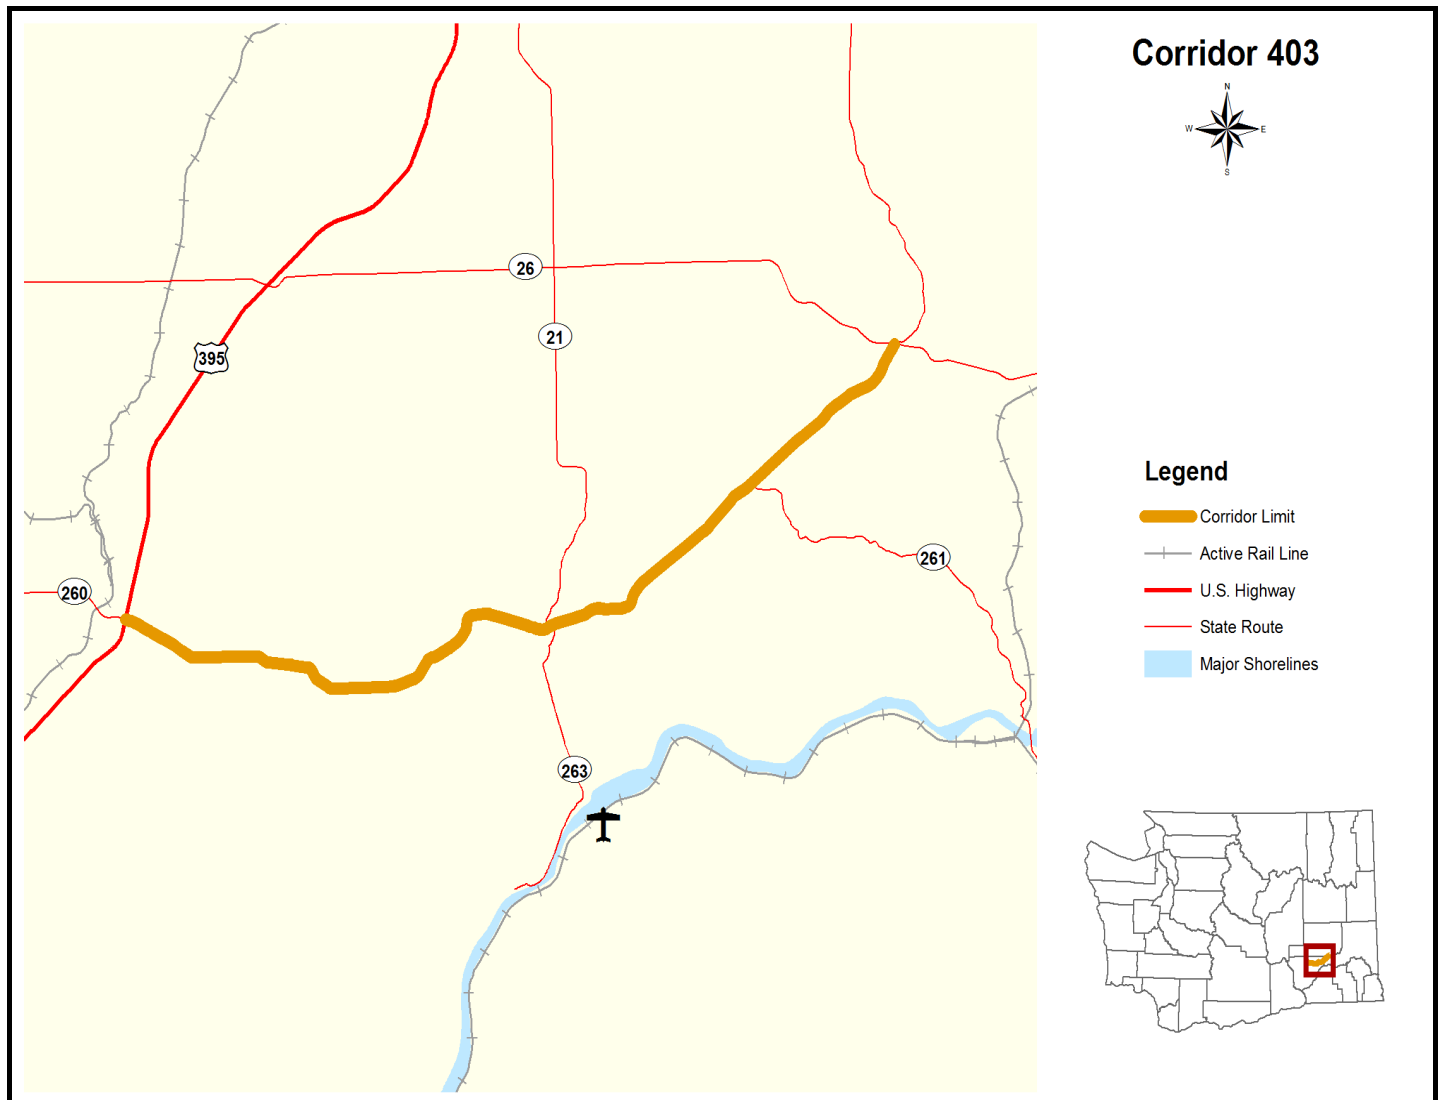 Corridor 403
N
W E
S
26
21
395
260
261
263
Legend
Corridor Limit
Active Rail Line
U.S. Highway
State Route
Major Shorelines